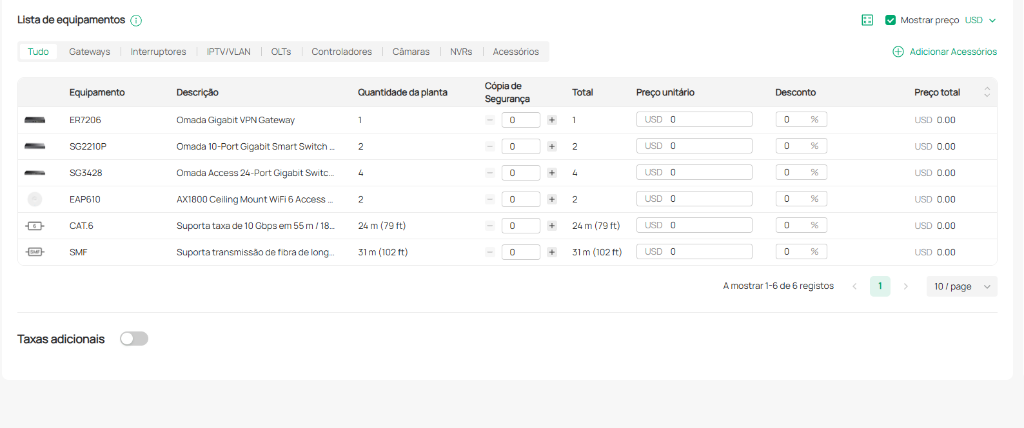 Lista de equipamentos
Mostrar preço USD
Tudo Gateways Interruptores IPTV/VLAN OLTs Controladores Câmaras NVRs Acessórios
Adicionar Acessórios
Equipamento Descrição Quantidade da planta Cópia de Segurança Total Preço unitário Desconto Preço total
ER7206 Omada Gigabit VPN Gateway 1 − 0 + 1 USD 0 0 % USD 0.00
SG2210P Omada 10-Port Gigabit Smart Switch ... 2 − 0 + 2 USD 0 0 % USD 0.00
SG3428 Omada Access 24-Port Gigabit Switc... 4 − 0 + 4 USD 0 0 % USD 0.00
EAP610 AX1800 Ceiling Mount WiFi 6 Access ... 2 − 0 + 2 USD 0 0 % USD 0.00
6 CAT.6 Suporta taxa de 10 Gbps em 55 m / 18... 24 m (79 ft) − 0 + 24 m (79 ft) USD 0 0 % USD 0.00
SMF SMF Suporta transmissão de fibra de long... 31 m (102 ft) − 0 + 31 m (102 ft) USD 0 0 % USD 0.00
A mostrar 1-6 de 6 registos < 1 > 10 / page
Taxas adicionais